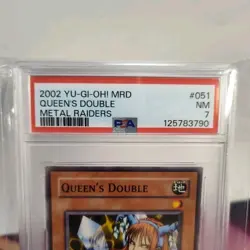 2002 YU-GI-OH! MRD #051
QUEEN'S DOUBLE NM
METAL RAIDERS PSA 7
125783790
QUEEN'S DOUBLE
地